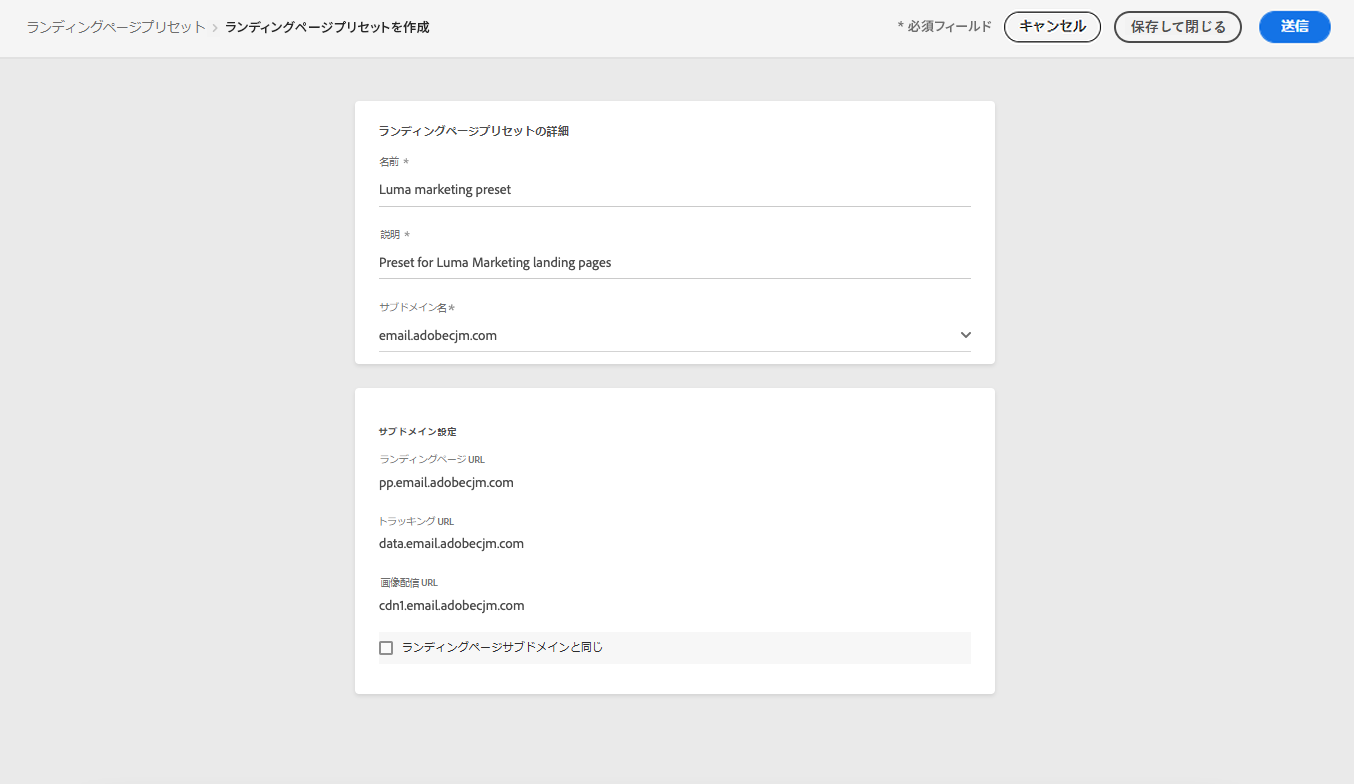 ランディングページプリセット > ランディングページプリセットを作成 * 必須フィールド キャンセル 保存して閉じる 送信
ランディングページプリセットの詳細
名前 *
Luma marketing preset
説明 *
Preset for Luma Marketing landing pages
サブドメイン名*
email.adobecjm.com
サブドメイン設定
ランディングページ URL
pp.email.adobecjm.com
トラッキング URL
data.email.adobecjm.com
画像配信 URL
cdn1.email.adobecjm.com
ランディングページサブドメインと同じ